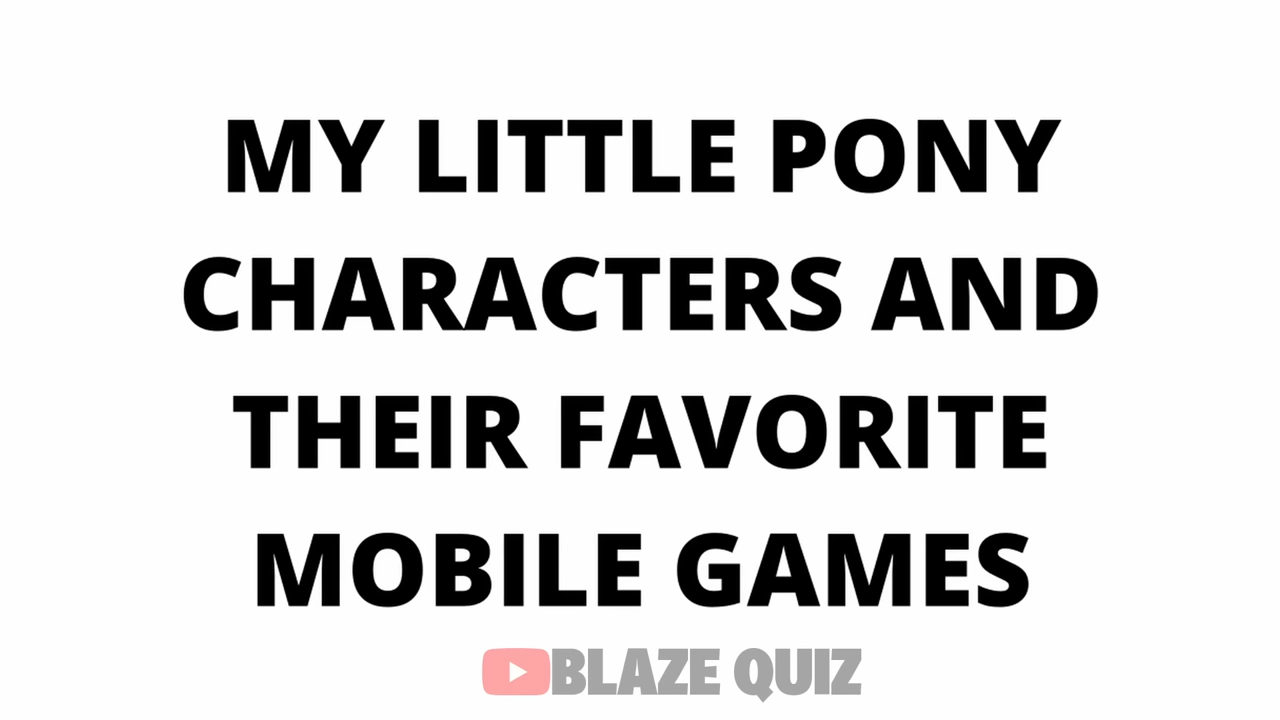 MY LITTLE PONY
CHARACTERS AND
THEIR FAVORITE
MOBILE GAMES
BLAZE QUIZ